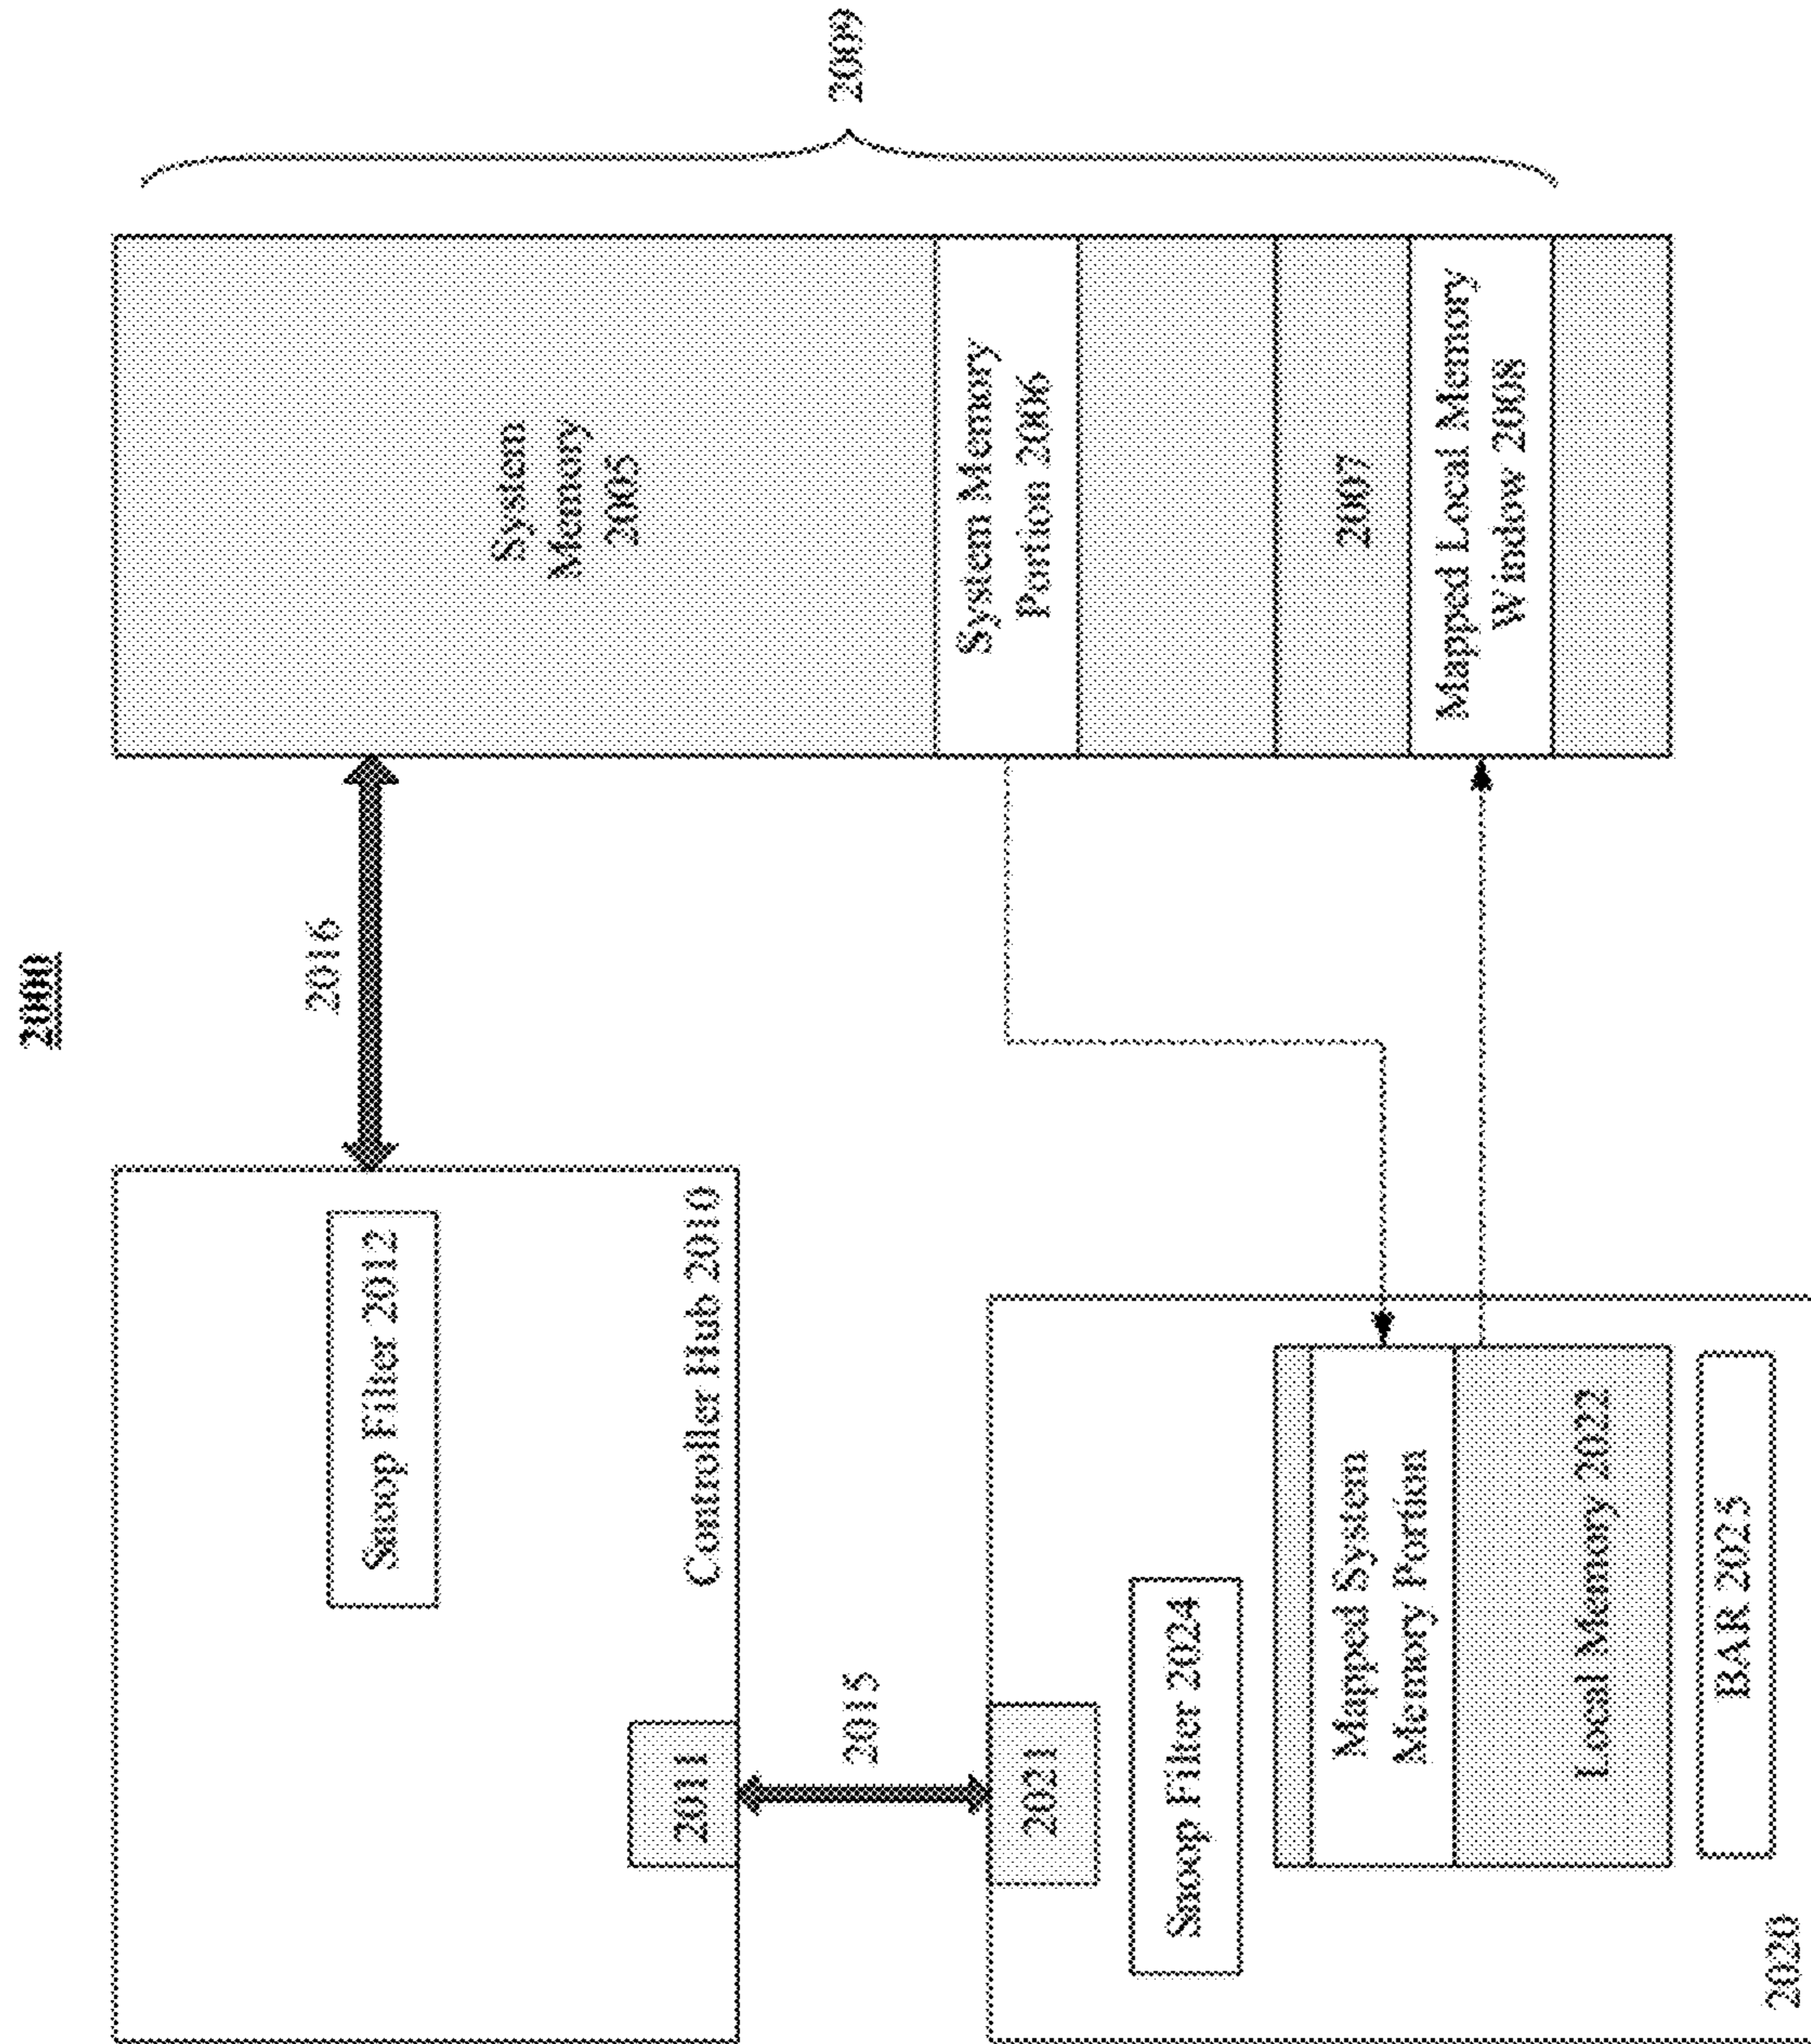 2000
Snoop Filter 2012
Controller Hub 2010
2016
System
Memory
2005
2009
2011
2015
2021
Snoop Filter 2024
System Memory
Portion 2006
2007
Mapped Local Memory
Window 2008
Mapped System
Memory Portion
Local Memory 2022
BAR 2025
2020